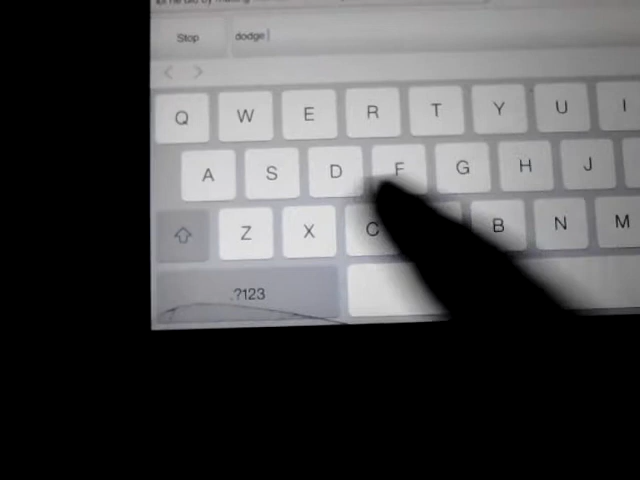 Stop dodge
Q W E R T Y U I
A S D F G H J
Z X C B N M
.?123